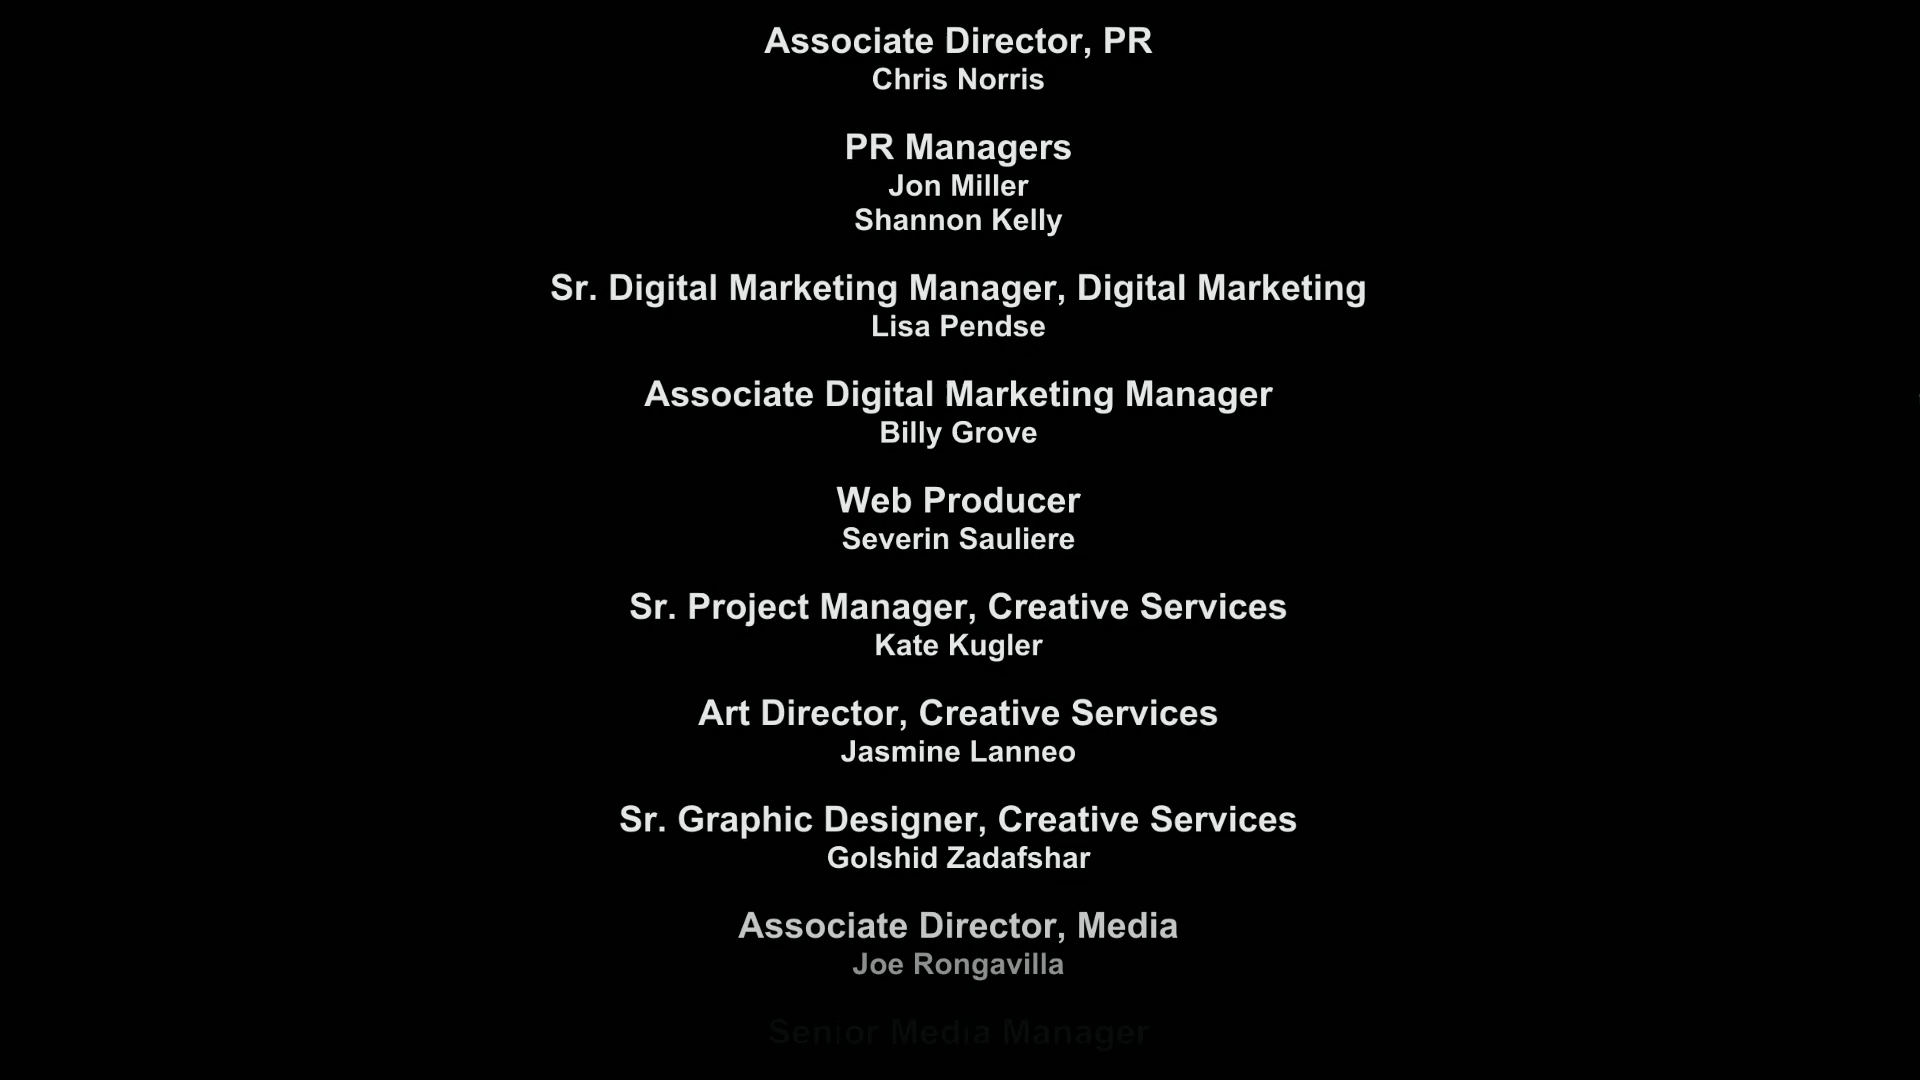 Associate Director, PR
Chris Norris
PR Managers
Jon Miller
Shannon Kelly
Sr. Digital Marketing Manager, Digital Marketing
Lisa Pendse
Associate Digital Marketing Manager
Billy Grove
Web Producer
Severin Sauliere
Sr. Project Manager, Creative Services
Kate Kugler
Art Director, Creative Services
Jasmine Lanneo
Sr. Graphic Designer, Creative Services
Golshid Zadafshar
Associate Director, Media
Joe Rongavilla
Senior Media Manager